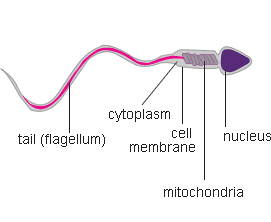 cytoplasm
tail (flagellum)
cell
membrane
nucleus
mitochondria